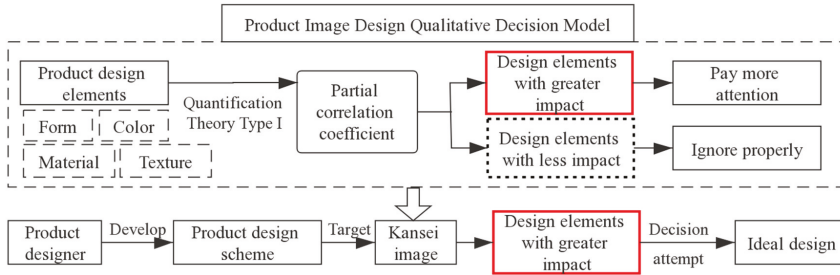 Product Image Design Qualitative Decision Model
Product design
elements
Quantification
Theory Type I
Form
Color
Material
Texture
Partial
correlation
coefficient
Design elements
with greater
impact
Pay more
attention
Design elements
with less impact
Ignore properly
Product
designer
Develop
Product design
scheme
Target
Kansei
image
Design elements
with greater
impact
Decision
attempt
Ideal design